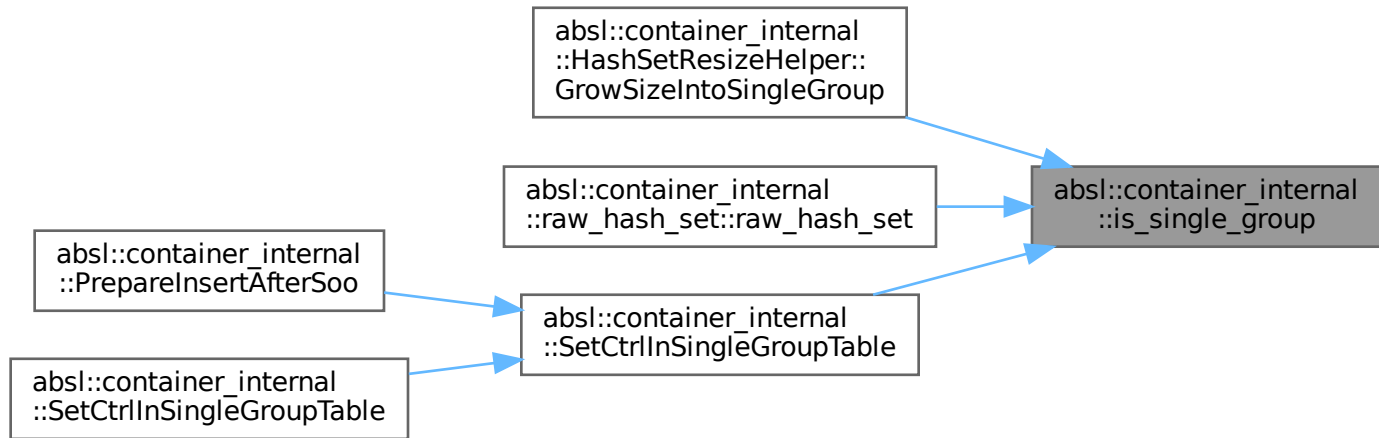 absl::container_internal
::HashSetResizeHelper::
GrowSizeIntoSingleGroup
absl::container_internal
::raw_hash_set::raw_hash_set
absl::container_internal
::is_single_group
absl::container_internal
::PrepareInsertAfterSoo
absl::container_internal
::SetCtrlInSingleGroupTable
absl::container_internal
::SetCtrlInSingleGroupTable